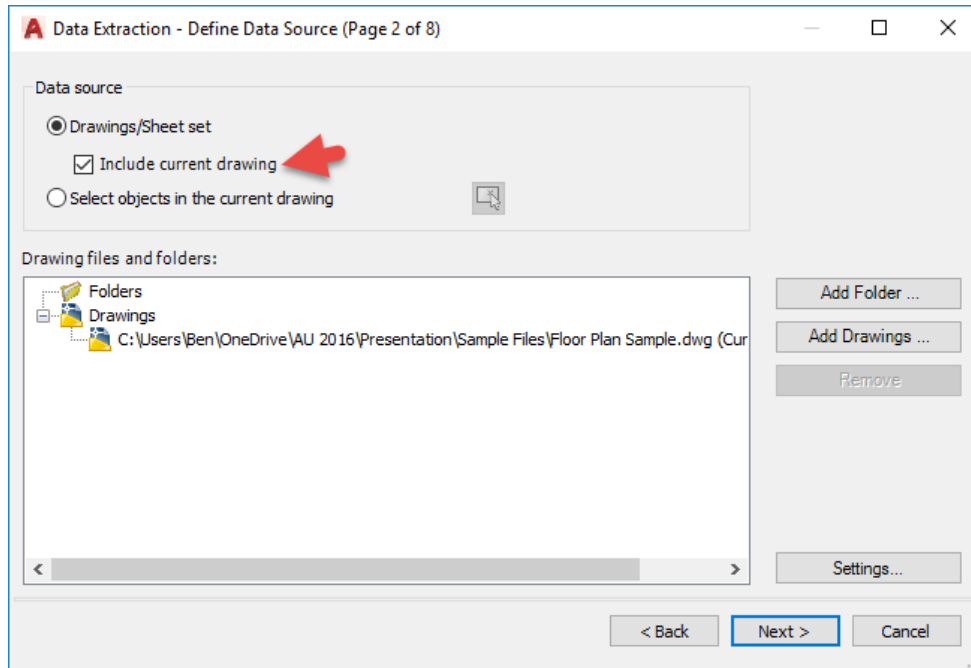 Data Extraction - Define Data Source (Page 2 of 8)
Data source
Drawings/Sheet set
Include current drawing
Select objects in the current drawing
Drawing files and folders:
Folders
Drawings
C:\Users\Ben\OneDrive\AU 2016\Presentation\Sample Files\Floor Plan Sample.dwg (Cur
Add Folder ...
Add Drawings ...
Remove
Settings...
< Back
Next >
Cancel